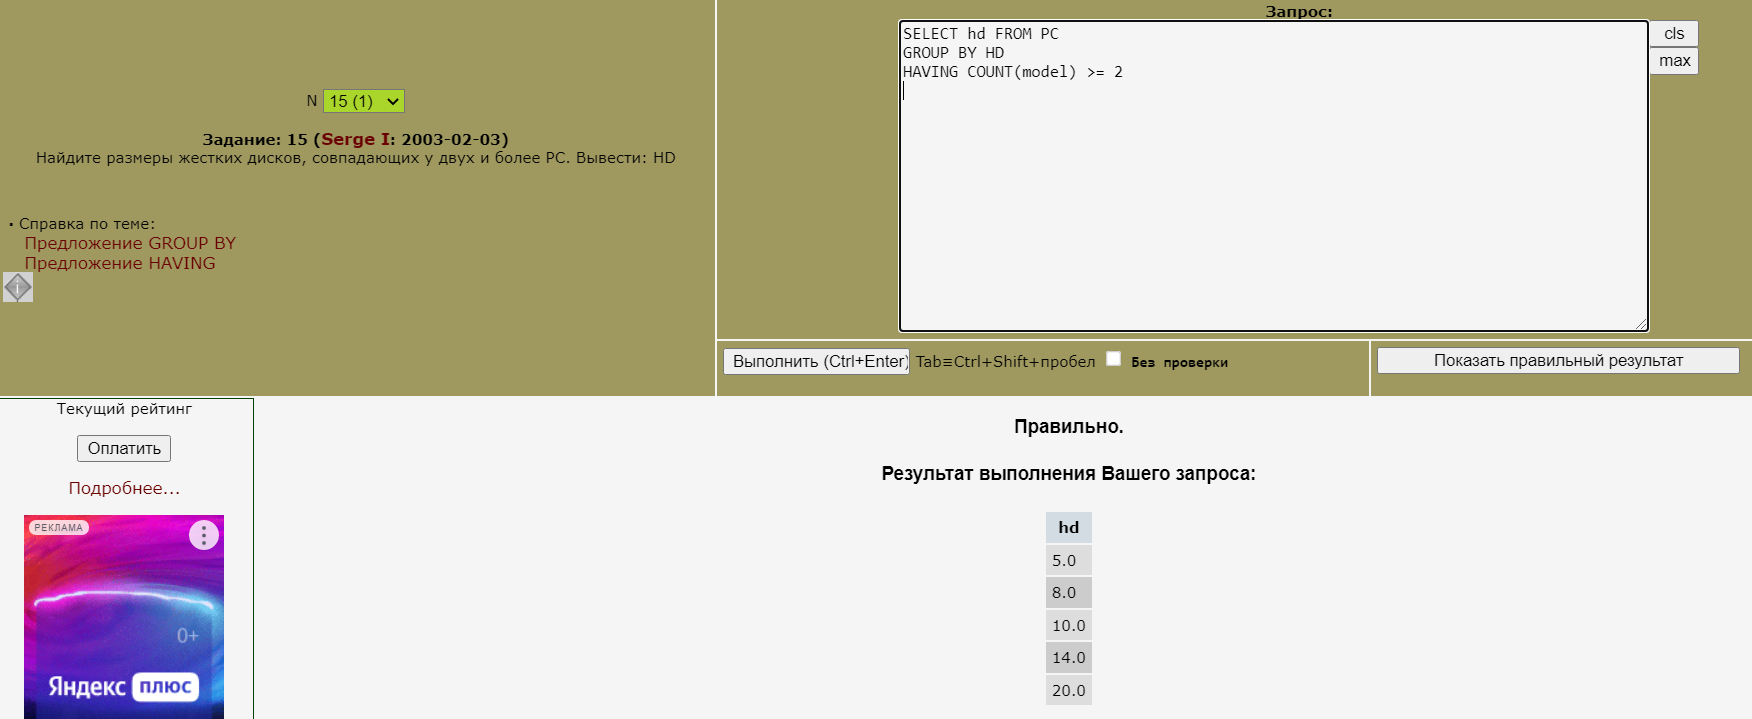 N 15 (1)
Задание: 15 (Serge I: 2003-02-03)
Найдите размеры жестких дисков, совпадающих у двух и более PC. Вывести: HD
· Справка по теме:
Предложение GROUP BY
Предложение HAVING
i
Запрос:
SELECT hd FROM PC
GROUP BY HD
HAVING COUNT(model) >= 2
cls
max
Выполнить (Ctrl+Enter) Tab≡Ctrl+Shift+пробел Без проверки
Показать правильный результат
Текущий рейтинг
Оплатить
Подробнее...
РЕКЛАМА
0+
Яндекс плюс
Правильно.
Результат выполнения Вашего запроса:
hd
5.0
8.0
10.0
14.0
20.0